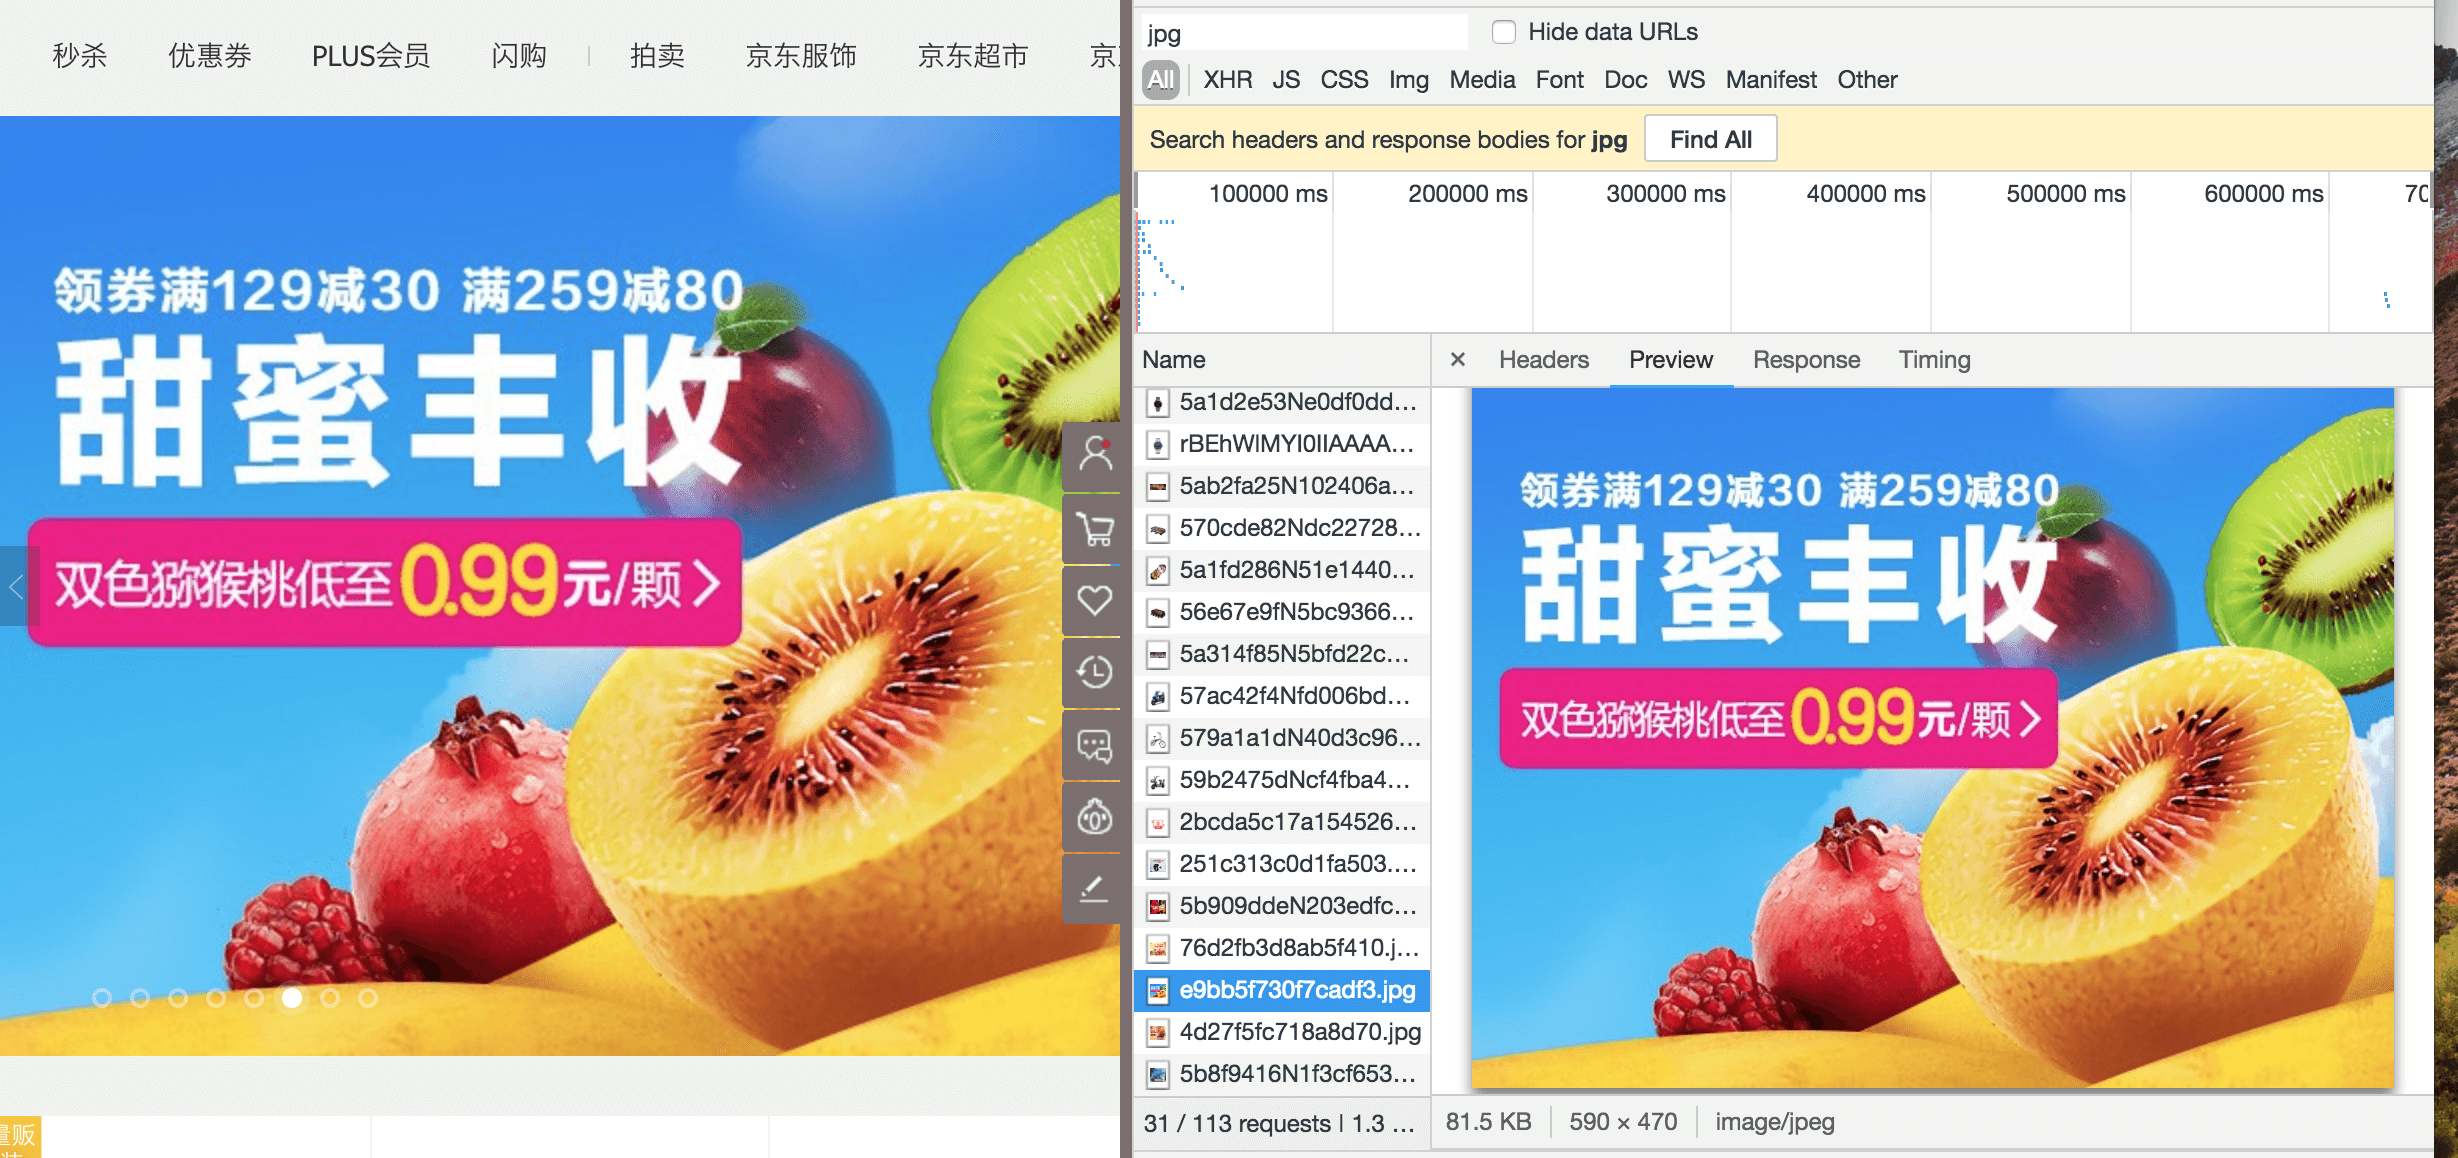 秒杀 优惠券 PLUS会员 闪购 拍卖 京东服饰 京东超市 京
领券满129减30 满259减80
甜蜜丰收
双色猕猴桃低至0.99元/颗
量贩
装
jpg
Hide data URLs
All XHR JS CSS Img Media Font Doc WS Manifest Other
Search headers and response bodies for jpg Find All
100000 ms 200000 ms 300000 ms 400000 ms 500000 ms 600000 ms 70
Name
× Headers Preview Response Timing
5a1d2e53Ne0df0dd...
rBEhWlMYI0IIAAAA...
5ab2fa25N102406a...
570cde82Ndc22728...
5a1fd286N51e1440...
56e67e9fN5bc9366...
5a314f85N5bfd22c...
57ac42f4Nfd006bd...
579a1a1dN40d3c96...
59b2475dNcf4fba4...
2bcda5c17a154526...
251c313c0d1fa503....
5b909ddeN203edfc...
76d2fb3d8ab5f410.j...
e9bb5f730f7cadf3.jpg
4d27f5fc718a8d70.jpg
5b8f9416N1f3cf653...
领券满129减30 满259减80
甜蜜丰收
双色猕猴桃低至0.99元/颗
31 / 113 requests | 1.3 ...
81.5 KB 590 × 470 image/jpeg